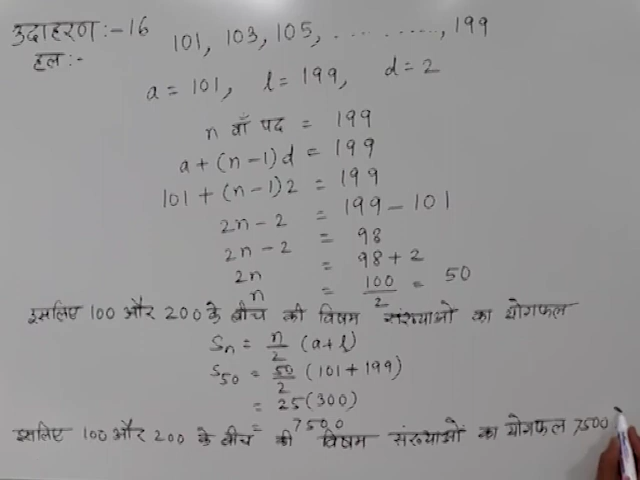 उदाहरण :- 16
101, 103, 105, .........., 199
हल :-
a = 101, l = 199, d = 2
n वाँ पद = 199
a + (n-1)d = 199
101 + (n-1)2 = 199
2n - 2 = 199 - 101
2n - 2 = 98
2n = 98 + 2
n = 100/2 = 50
इसलिए 100 और 200 के बीच की विषम संख्याओं का योगफल
Sn = n/2 (a+l)
S50 = 50/2 (101 + 199)
= 25(300)
= 7500
इसलिए 100 और 200 के बीच की विषम संख्याओं का योगफल 7500